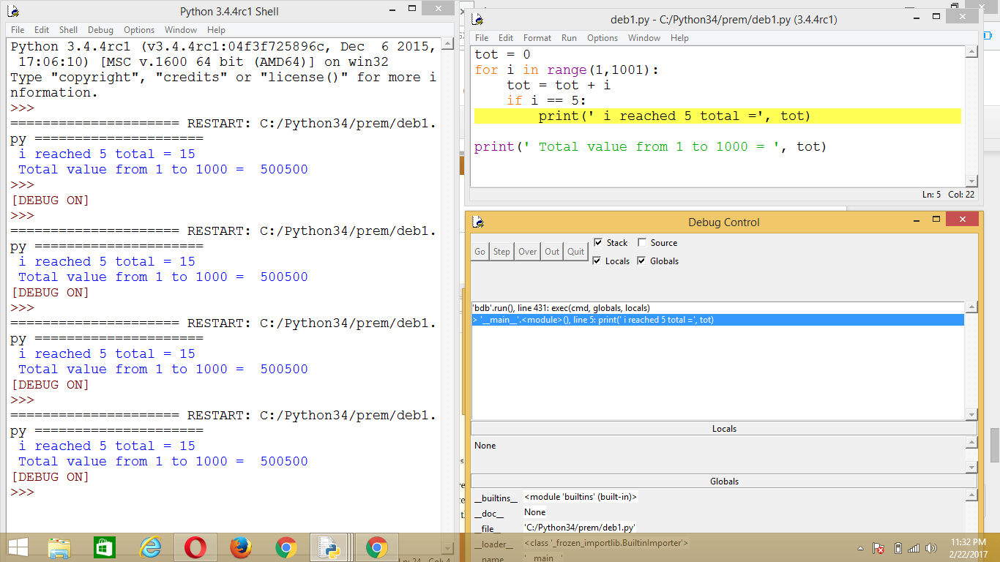 Python 3.4.4rc1 Shell
File Edit Shell Debug Options Window Help
Python 3.4.4rc1 (v3.4.4rc1:04f3f725896c, Dec  6 2015,
 17:06:10) [MSC v.1600 64 bit (AMD64)] on win32
Type "copyright", "credits" or "license()" for more i
nformation.
>>>
===================== RESTART: C:/Python34/prem/deb1.
py =====================
 i reached 5 total = 15
 Total value from 1 to 1000 =  500500
>>>
[DEBUG ON]
>>>
===================== RESTART: C:/Python34/prem/deb1.
py =====================
 i reached 5 total = 15
 Total value from 1 to 1000 =  500500
[DEBUG ON]
>>>
===================== RESTART: C:/Python34/prem/deb1.
py =====================
 i reached 5 total = 15
 Total value from 1 to 1000 =  500500
[DEBUG ON]
>>>
===================== RESTART: C:/Python34/prem/deb1.
py =====================
 i reached 5 total = 15
 Total value from 1 to 1000 =  500500
[DEBUG ON]
>>>
Ln: 24 Col: 4
deb1.py - C:/Python34/prem/deb1.py (3.4.4rc1)
File Edit Format Run Options Window Help
tot = 0
for i in range(1,1001):
    tot = tot + i
    if i == 5:
        print(' i reached 5 total =', tot)
print(' Total value from 1 to 1000 = ', tot)
Ln: 5 Col: 22
Debug Control
Go Step Over Out Quit
Stack Source
Locals Globals
'bdb'.run(), line 431: exec(cmd, globals, locals)
> '__main__'.<module>(), line 5: print(' i reached 5 total =', tot)
Locals
None
Globals
__builtins__ <module 'builtins' (built-in)>
__doc__ None
__file__ 'C:/Python34/prem/deb1.py'
__loader__ <class '_frozen_importlib.BuiltinImporter'>
__name__ '__main__'
11:32 PM
2/22/2017